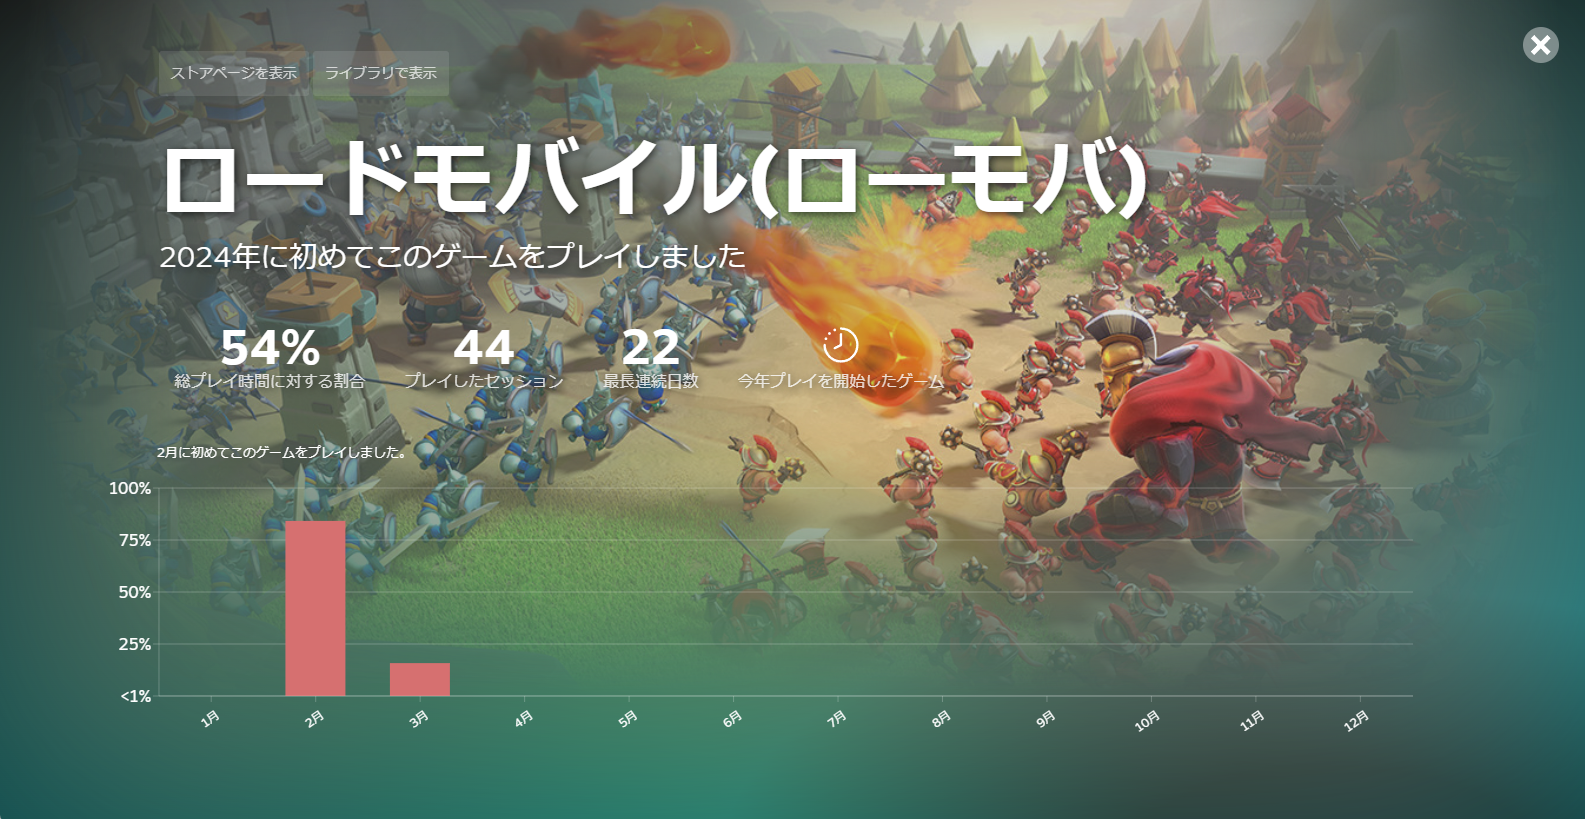 ストアページを表示 ライブラリで表示
ロードモバイル(ローモバ)
2024年に初めてこのゲームをプレイしました
54% 44 22
総プレイ時間に対する割合 プレイしたセッション 最長連続日数 今年プレイを開始したゲーム
2月に初めてこのゲームをプレイしました。
100%
75%
50%
25%
<1%
1月 2月 3月 4月 5月 6月 7月 8月 9月 10月 11月 12月